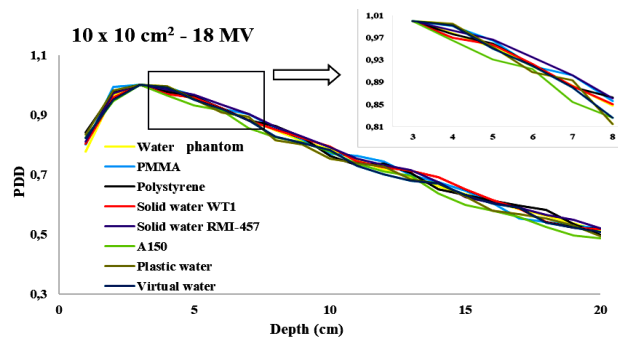 10 x 10 cm² - 18 MV
1,1
0,9
0,7
0,5
0,3
PDD
0
5
10
15
20
Depth (cm)
Water phantom
PMMA
Polystyrene
Solid water WT1
Solid water RMI-457
A150
Plastic water
Virtual water
1,01
0,97
0,93
0,89
0,85
0,81
3
4
5
6
7
8